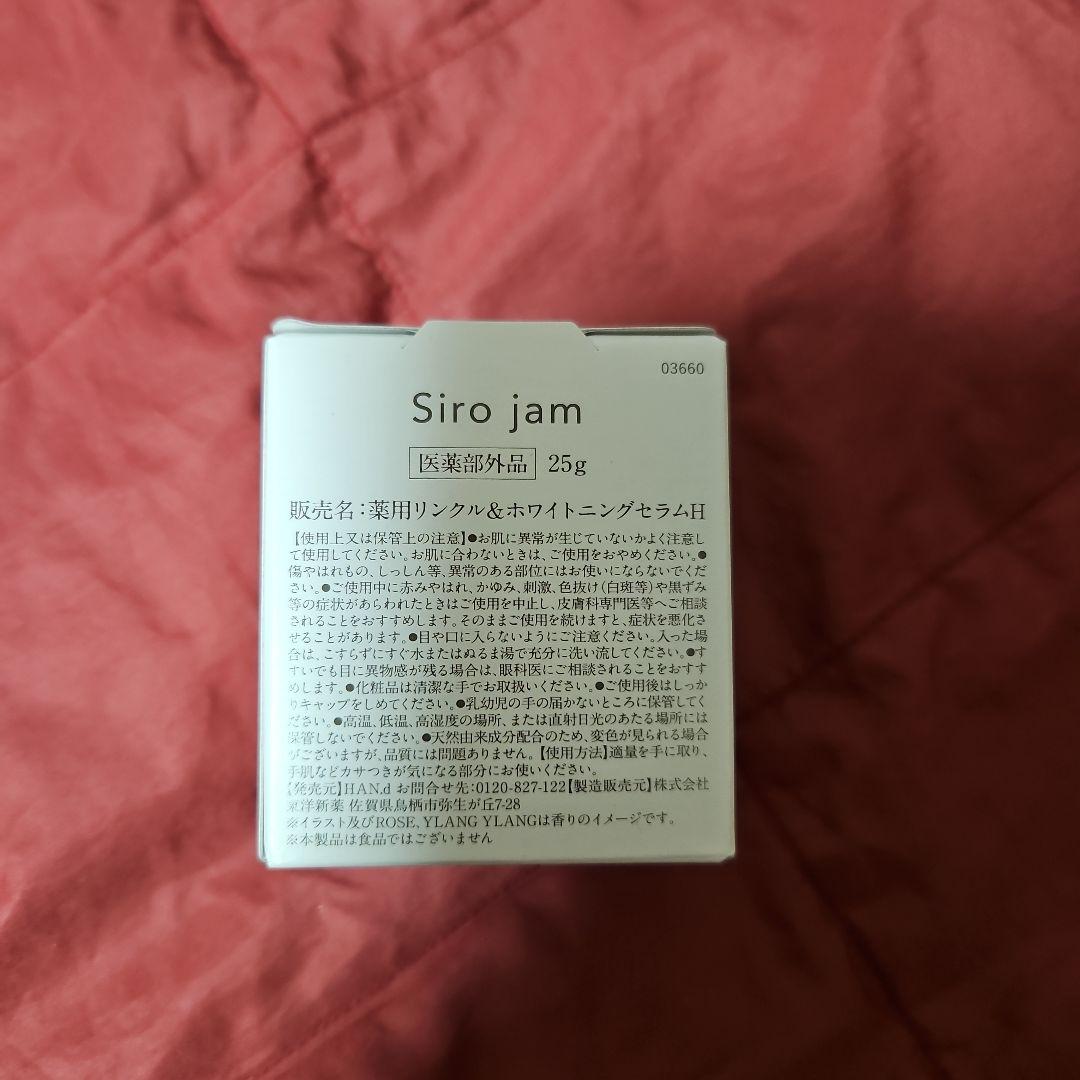 03660
Siro jam
医薬部外品 25g
販売名：薬用リンクル＆ホワイトニングセラムH
【使用上又は保管上の注意】●お肌に異常が生じていないかよく注意し
て使用してください。お肌に合わないときは、ご使用をおやめください。●
傷やはれもの、しっしん等、異常のある部位にはお使いにならないでくだ
さい。●ご使用中に赤みやはれ、かゆみ、刺激、色抜け（白斑等）や黒ずみ
等の症状があらわれたときはご使用を中止し、皮膚科専門医等へご相談
されることをおすすめします。そのままご使用を続けますと、症状を悪化さ
せることがあります。●目や口に入らないようにご注意ください。入った場
合は、こすらずにすぐ水またはぬるま湯で充分に洗い流してください。●す
すいでも目に異物感が残る場合は、眼科医にご相談されることをおすす
めします。●化粧品は清潔な手でお取扱いください。●ご使用後はしっか
りキャップをしめてください。●乳幼児の手の届かないところに保管してく
ださい。●高温、低温、高湿度の場所、または直射日光のあたる場所には
保管しないでください。●天然由来成分配合のため、変色が見られる場合
がございますが、品質には問題ありません。【使用方法】適量を手に取り、
手肌などカサつきが気になる部分にお使いください。
【発売元】HAN.d お問合せ先：0120-827-122【製造販売元】株式会社
東洋新薬 佐賀県鳥栖市弥生が丘7-28
※イラスト及びROSE、YLANG YLANGは香りのイメージです。
※本製品は食品ではございません